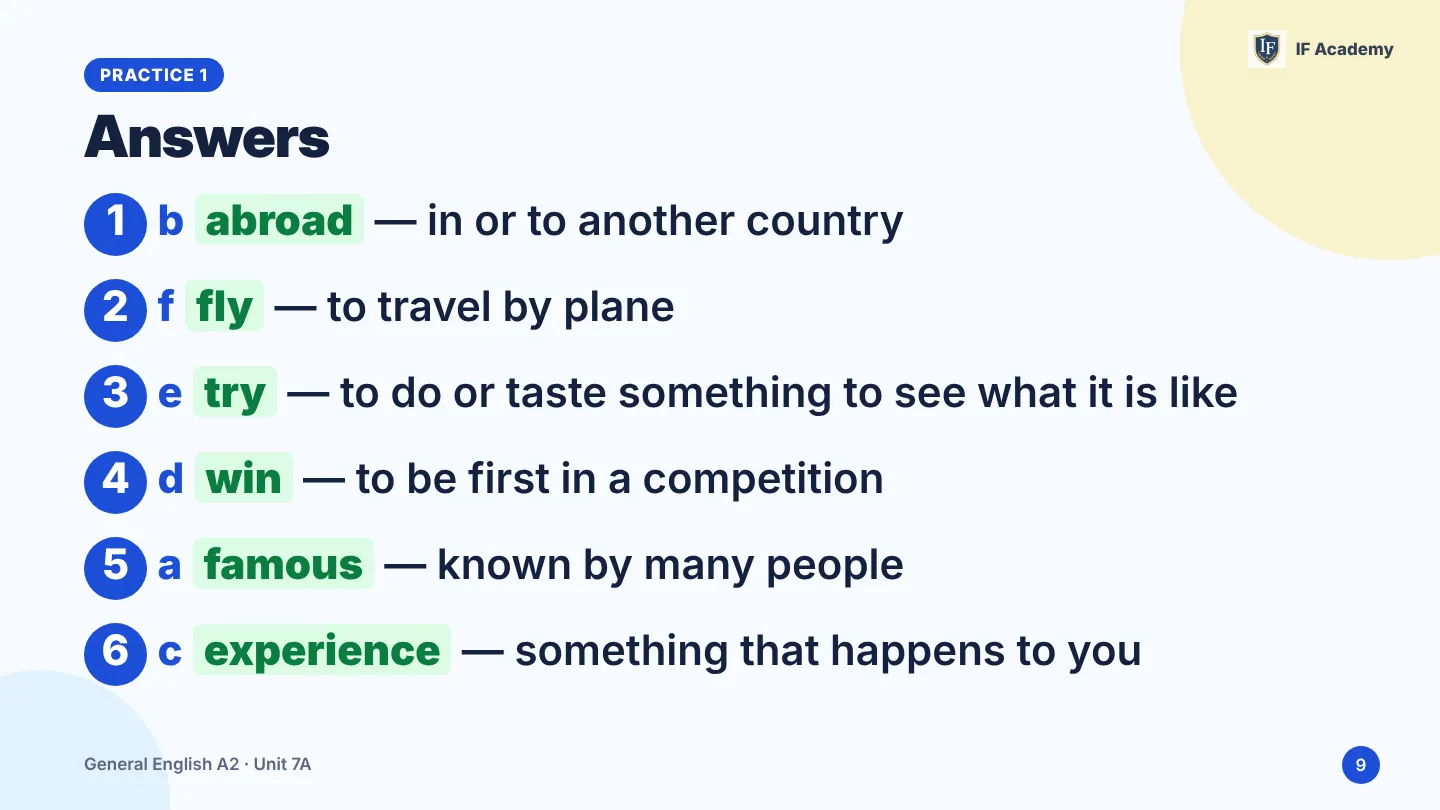 IF IF Academy
PRACTICE 1
Answers
1 b abroad — in or to another country
2 f fly — to travel by plane
3 e try — to do or taste something to see what it is like
4 d win — to be first in a competition
5 a famous — known by many people
6 c experience — something that happens to you
General English A2 · Unit 7A
9